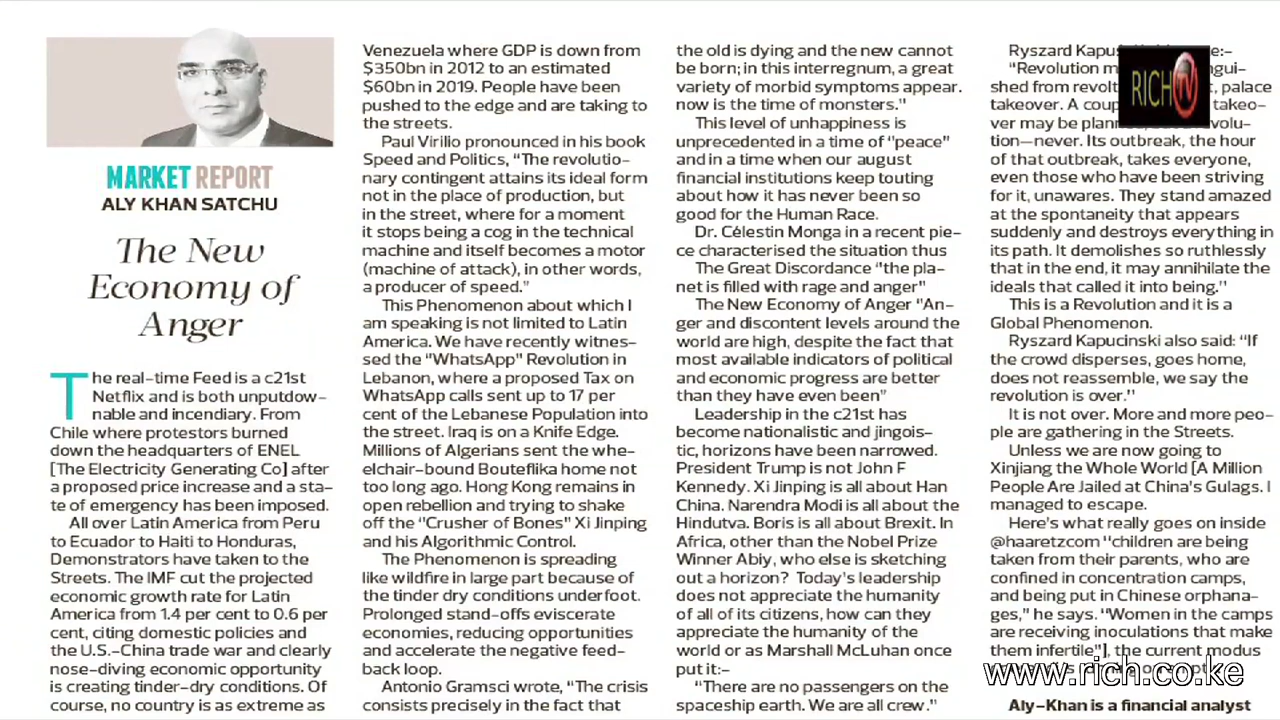 MARKET REPORT
ALY KHAN SATCHU
The New
Economy of
Anger
The real-time Feed is a c21st
Netflix and is both unputdow-
nable and incendiary. From
Chile where protestors burned
down the headquarters of ENEL
[The Electricity Generating Co] after
a proposed price increase and a sta-
te of emergency has been imposed.
All over Latin America from Peru
to Ecuador to Haiti to Honduras,
Demonstrators have taken to the
Streets. The IMF cut the projected
economic growth rate for Latin
America from 1.4 per cent to 0.6 per
cent, citing domestic policies and
the U.S.-China trade war and clearly
nose-diving economic opportunity
is creating tinder-dry conditions. Of
course, no country is as extreme as
Venezuela where GDP is down from
$350bn in 2012 to an estimated
$60bn in 2019. People have been
pushed to the edge and are taking to
the streets.
Paul Virilio pronounced in his book
Speed and Politics, “The revolutio-
nary contingent attains its ideal form
not in the place of production, but
in the street, where for a moment
it stops being a cog in the technical
machine and itself becomes a motor
(machine of attack), in other words,
a producer of speed.”
This Phenomenon about which I
am speaking is not limited to Latin
America. We have recently witnes-
sed the “WhatsApp” Revolution in
Lebanon, where a proposed Tax on
WhatsApp calls sent up to 17 per
cent of the Lebanese Population into
the street. Iraq is on a Knife Edge.
Millions of Algerians sent the whe-
elchair-bound Bouteflika home not
too long ago. Hong Kong remains in
open rebellion and trying to shake
off the “Crusher of Bones” Xi Jinping
and his Algorithmic Control.
The Phenomenon is spreading
like wildfire in large part because of
the tinder dry conditions underfoot.
Prolonged stand-offs eviscerate
economies, reducing opportunities
and accelerate the negative feed-
back loop.
Antonio Gramsci wrote, “The crisis
consists precisely in the fact that
the old is dying and the new cannot
be born; in this interregnum, a great
variety of morbid symptoms appear.
now is the time of monsters.”
This level of unhappiness is
unprecedented in a time of “peace”
and in a time when our august
financial institutions keep touting
about how it has never been so
good for the Human Race.
Dr. Célestin Monga in a recent pie-
ce characterised the situation thus
The Great Discordance “the pla-
net is filled with rage and anger”
The New Economy of Anger “An-
ger and discontent levels around the
world are high, despite the fact that
most available indicators of political
and economic progress are better
than they have even been”
Leadership in the c21st has
become nationalistic and jingois-
tic, horizons have been narrowed.
President Trump is not John F
Kennedy. Xi Jinping is all about Han
China. Narendra Modi is all about the
Hindutva. Boris is all about Brexit. In
Africa, other than the Nobel Prize
Winner Abiy, who else is sketching
out a horizon? Today's leadership
does not appreciate the humanity
of all of its citizens, how can they
appreciate the humanity of the
world or as Marshall McLuhan once
put it:-
“There are no passengers on the
spaceship earth. We are all crew.”
Ryszard
“Revolution
shed from palace
takeover. A coup takeo-
ver may be
tion—never. Its outbreak, the hour
of that outbreak, takes everyone,
even those who have been striving
for it, unawares. They stand amazed
at the spontaneity that appears
suddenly and destroys everything in
its path. It demolishes so ruthlessly
that in the end, it may annihilate the
ideals that called it into being.”
This is a Revolution and it is a
Global Phenomenon.
Ryszard Kapucinski also said: “If
the crowd disperses, goes home,
does not reassemble, we say the
revolution is over.”
It is not over. More and more peo-
ple are gathering in the Streets.
Unless we are now going to
Xinjiang the Whole World [A Million
People Are Jailed at China's Gulags. I
managed to escape.
Here's what really goes on inside
@haaretzcom “children are being
taken from their parents, who are
confined in concentration camps,
and being put in Chinese orphana-
ges,” he says. “Women in the camps
are receiving inoculations that make
them infertile”], the current modus
Aly-Khan is a financial analyst
RICH TV
www.rich.co.ke